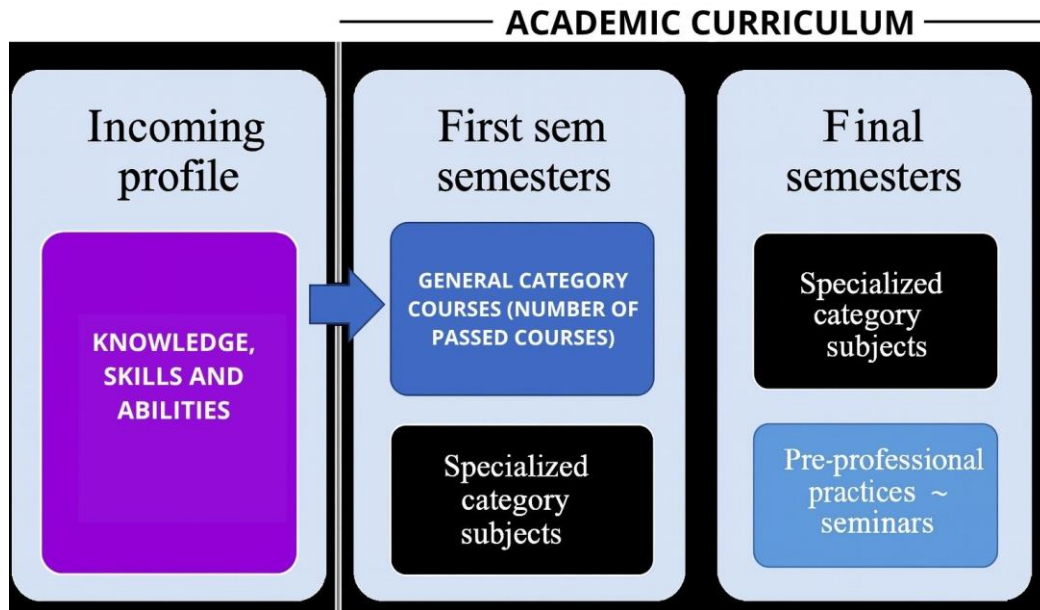 ACADEMIC CURRICULUM
Incoming
profile
KNOWLEDGE,
SKILLS AND
ABILITIES
First sem
semesters
GENERAL CATEGORY
COURSES (NUMBER OF
PASSED COURSES)
Specialized
category
subjects
Final
semesters
Specialized
category
subjects
Pre-professional
practices ~
seminars